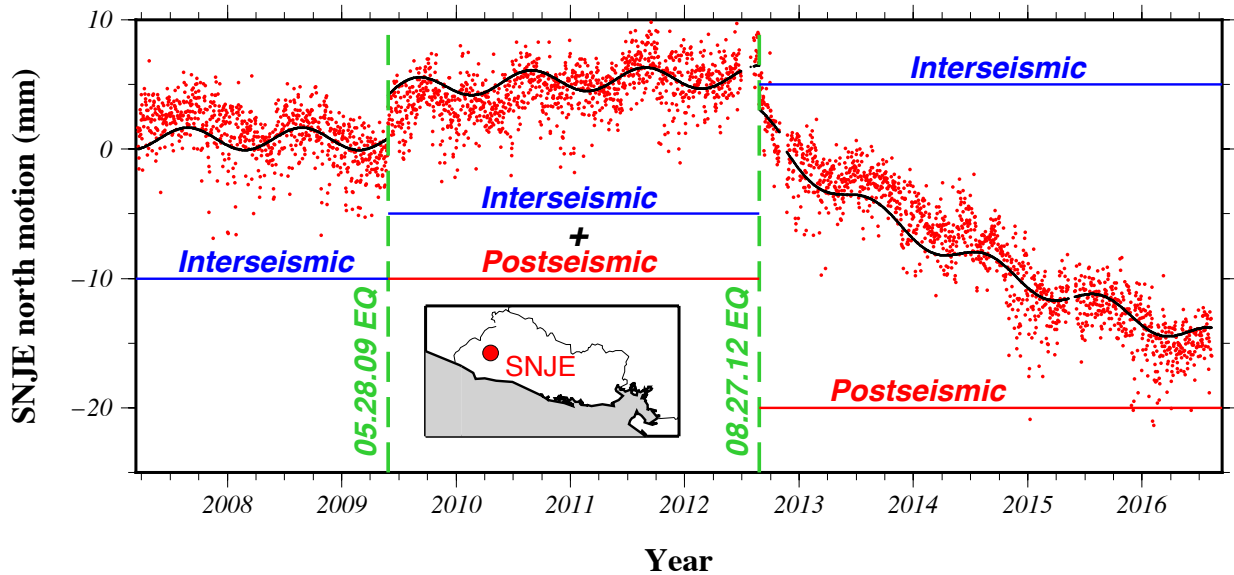 SNJE north motion (mm)
10
0
−10
−20
Interseismic
Interseismic
+
Postseismic
Interseismic
Postseismic
05.28.09 EQ
08.27.12 EQ
SNJE
2008 2009 2010 2011 2012 2013 2014 2015 2016
Year